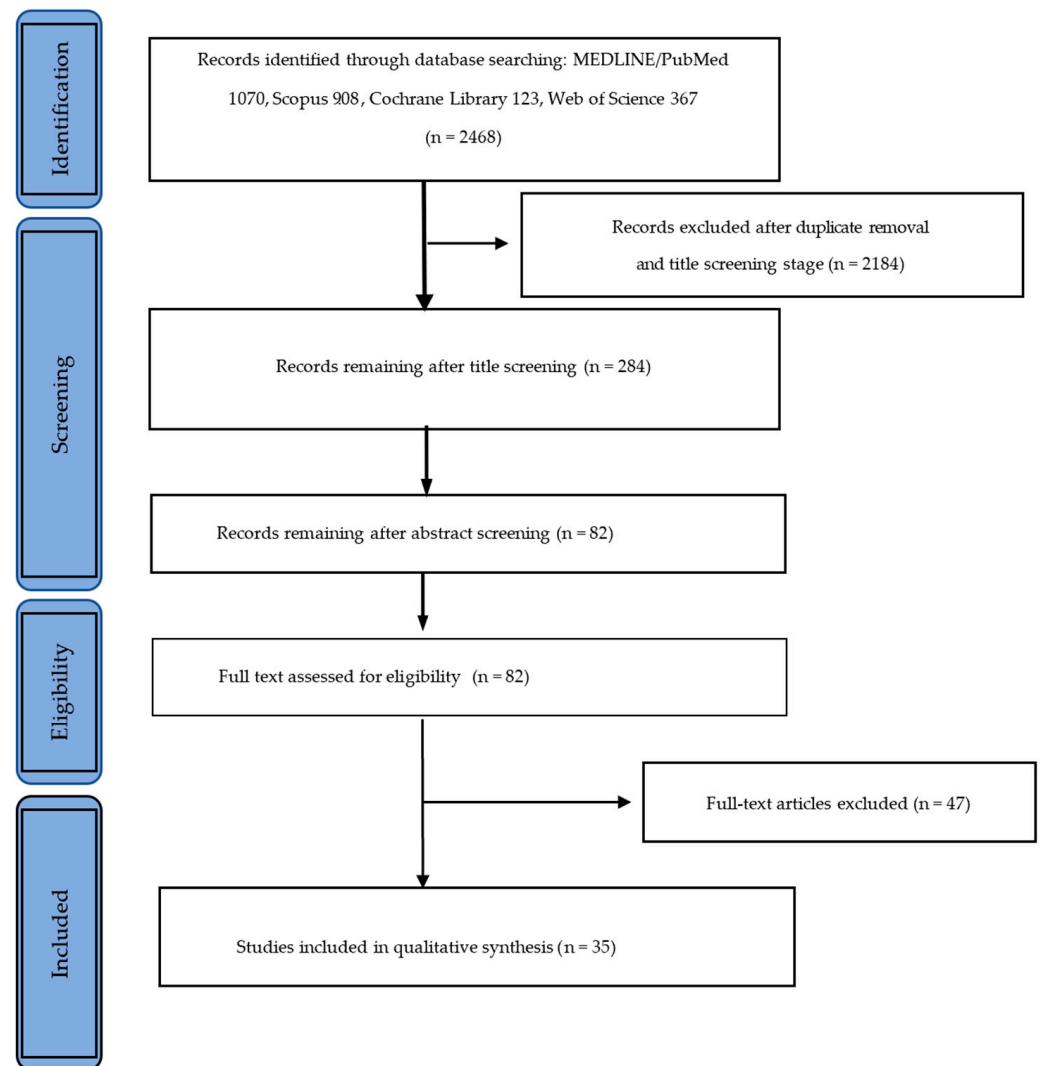 Identification
Records identified through database searching: MEDLINE/PubMed
1070, Scopus 908, Cochrane Library 123, Web of Science 367
(n = 2468)
Records excluded after duplicate removal
and title screening stage (n = 2184)
Screening
Records remaining after title screening (n = 284)
Records remaining after abstract screening (n = 82)
Eligibility
Full text assessed for eligibility (n = 82)
Full-text articles excluded (n = 47)
Included
Studies included in qualitative synthesis (n = 35)